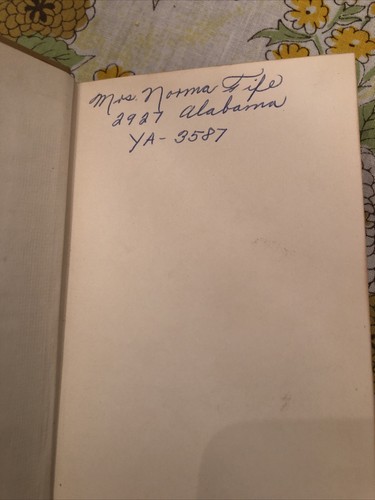 Mrs. Norma Fife
2927 Alabama
YA - 3587